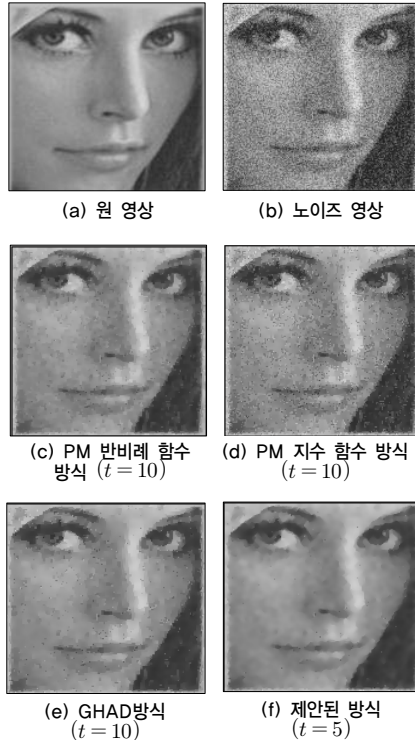 (a) 원 영상
(b) 노이즈 영상
(c) PM 반비례 함수
방식 (t = 10)
(d) PM 지수 함수 방식
(t = 10)
(e) GHAD방식
(t = 10)
(f) 제안된 방식
(t = 5)